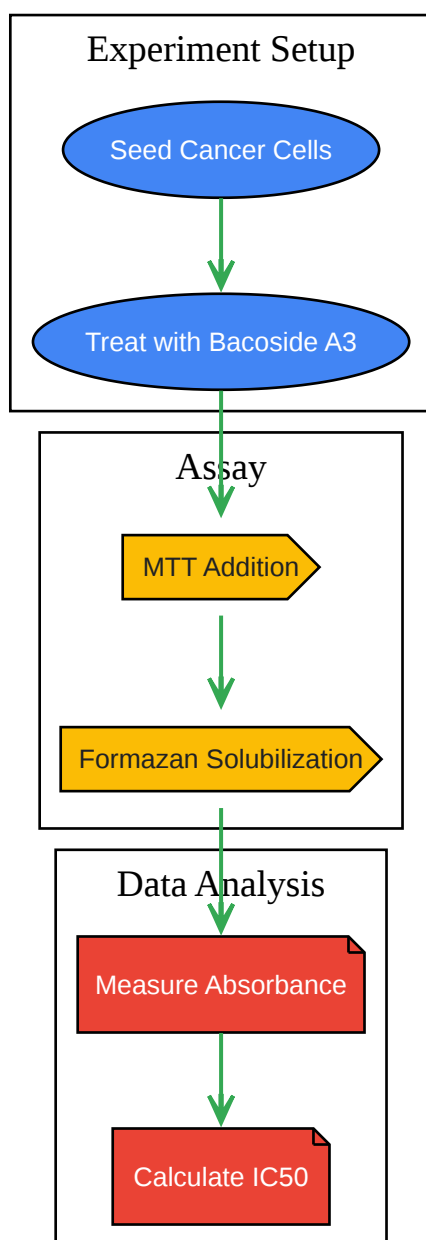 Experiment Setup
Seed Cancer Cells
Treat with Bacoside A3
Assay
MTT Addition
Formazan Solubilization
Data Analysis
Measure Absorbance
Calculate IC50